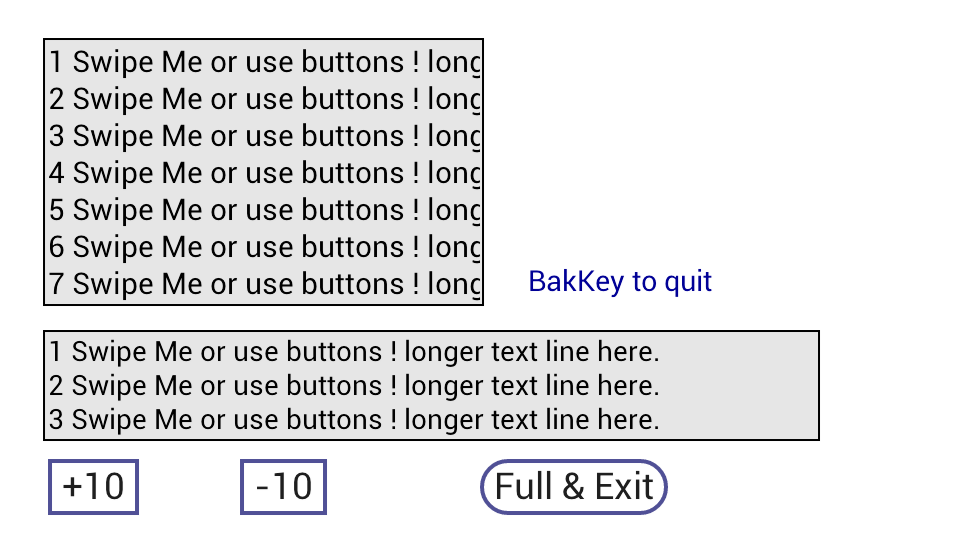 1 Swipe Me or use buttons ! long
2 Swipe Me or use buttons ! long
3 Swipe Me or use buttons ! long
4 Swipe Me or use buttons ! long
5 Swipe Me or use buttons ! long
6 Swipe Me or use buttons ! long
7 Swipe Me or use buttons ! long
BakKey to quit
1 Swipe Me or use buttons ! longer text line here.
2 Swipe Me or use buttons ! longer text line here.
3 Swipe Me or use buttons ! longer text line here.
+10
-10
Full & Exit